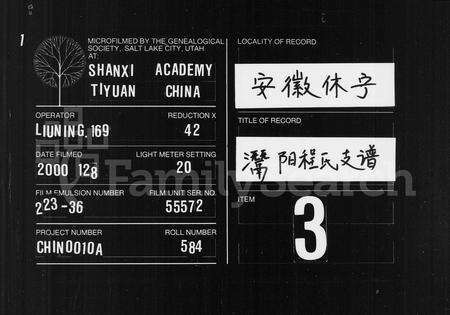 1
MICROFILMED BY THE GENEALOGICAL
SOCIETY, SALT LAKE CITY, UTAH
AT:
SHANXI ACADEMY
TIYUAN CHINA
OPERATOR REDUCTION X
LIUNING, 169 42
DATE FILMED LIGHT METER SETTING
2000 128 20
FILM EMULSION NUMBER FILM UNIT SER. NO.
223-36 55572
PROJECT NUMBER ROLL NUMBER
CHIN0010A 584
LOCALITY OF RECORD
安徽休宁
TITLE OF RECORD
阳程氏支谱
ITEM
3
FamilySearch